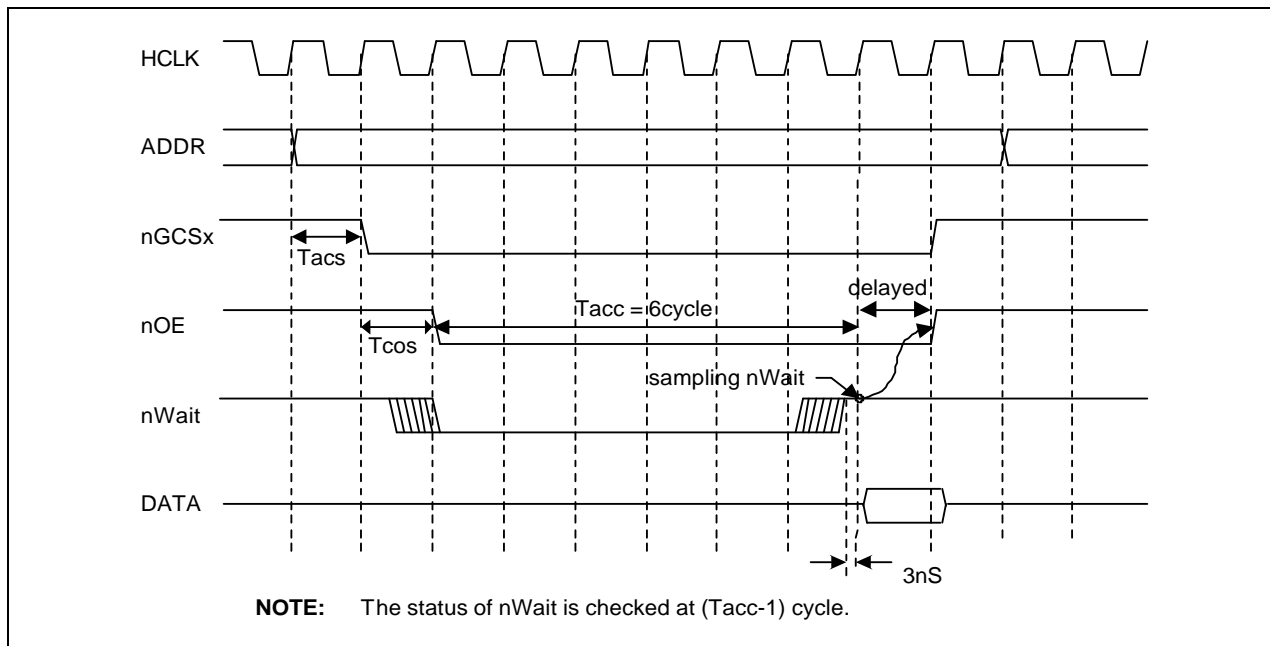 HCLK
ADDR
nGCSx
Tacs
delayed
Tacc = 6cycle
nOE
Tcos
sampling nWait
nWait
DATA
3nS
NOTE: The status of nWait is checked at (Tacc-1) cycle.